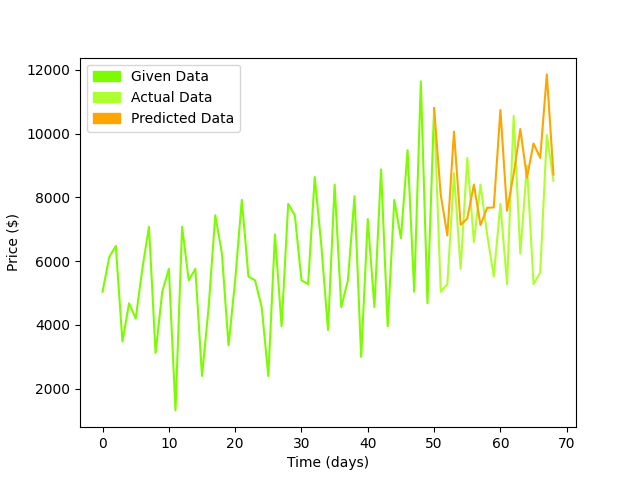 Given Data
Actual Data
Predicted Data
12000
10000
8000
6000
4000
2000
Price ($)
0 10 20 30 40 50 60 70
Time (days)